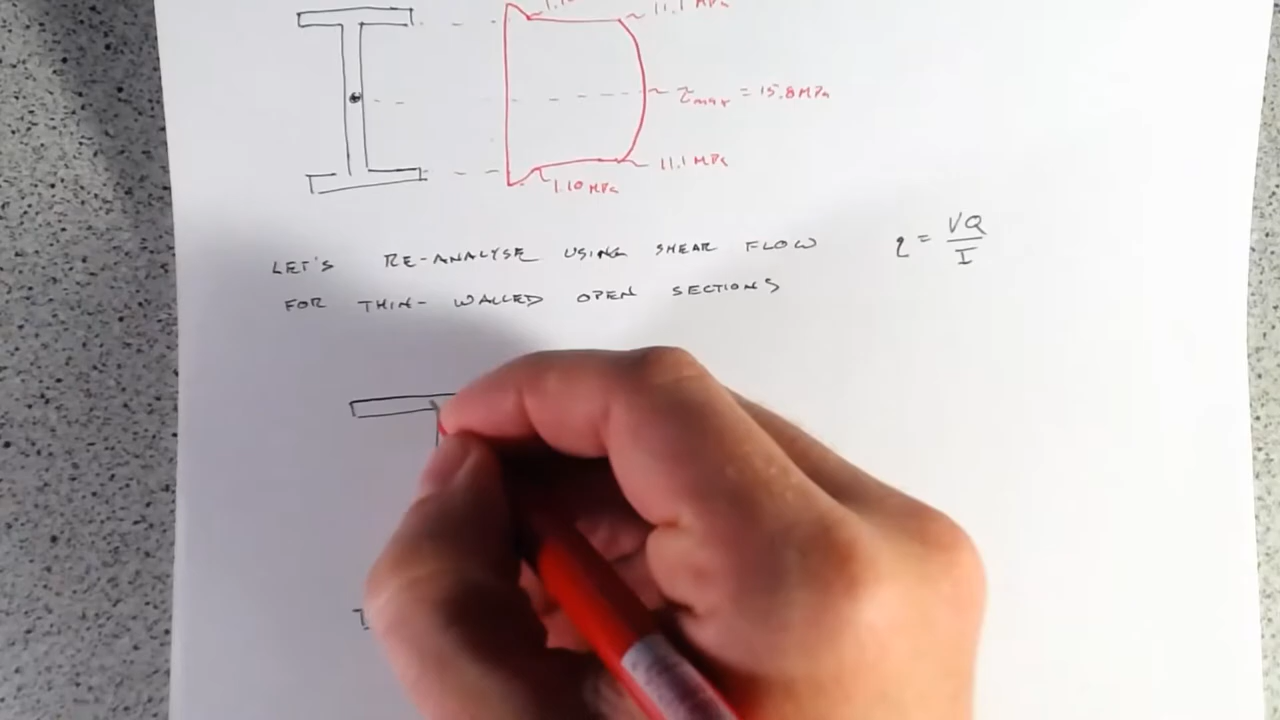 11.1 MPa
τmax = 15.8 MPa
11.1 MPa
1.10 MPa
LET'S RE-ANALYSE USING SHEAR FLOW
q = VQ
I
FOR THIN-WALLED OPEN SECTIONS